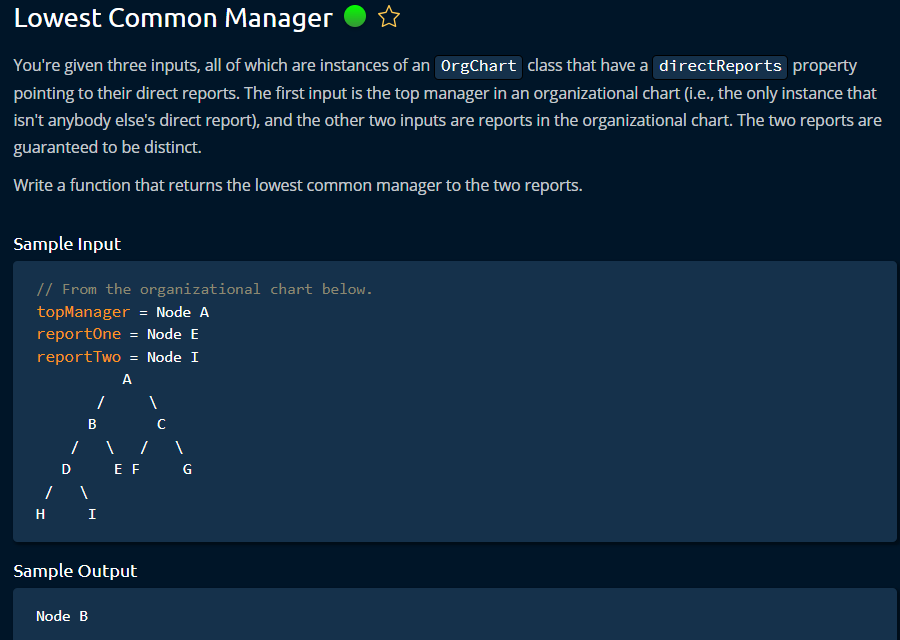 Lowest Common Manager
You're given three inputs, all of which are instances of an OrgChart class that have a directReports property
pointing to their direct reports. The first input is the top manager in an organizational chart (i.e., the only instance that
isn't anybody else's direct report), and the other two inputs are reports in the organizational chart. The two reports are
guaranteed to be distinct.
Write a function that returns the lowest common manager to the two reports.
Sample Input
// From the organizational chart below.
topManager = Node A
reportOne = Node E
reportTwo = Node I
A
/ \
B C
/ \ / \
D E F G
/ \
H I
Sample Output
Node B